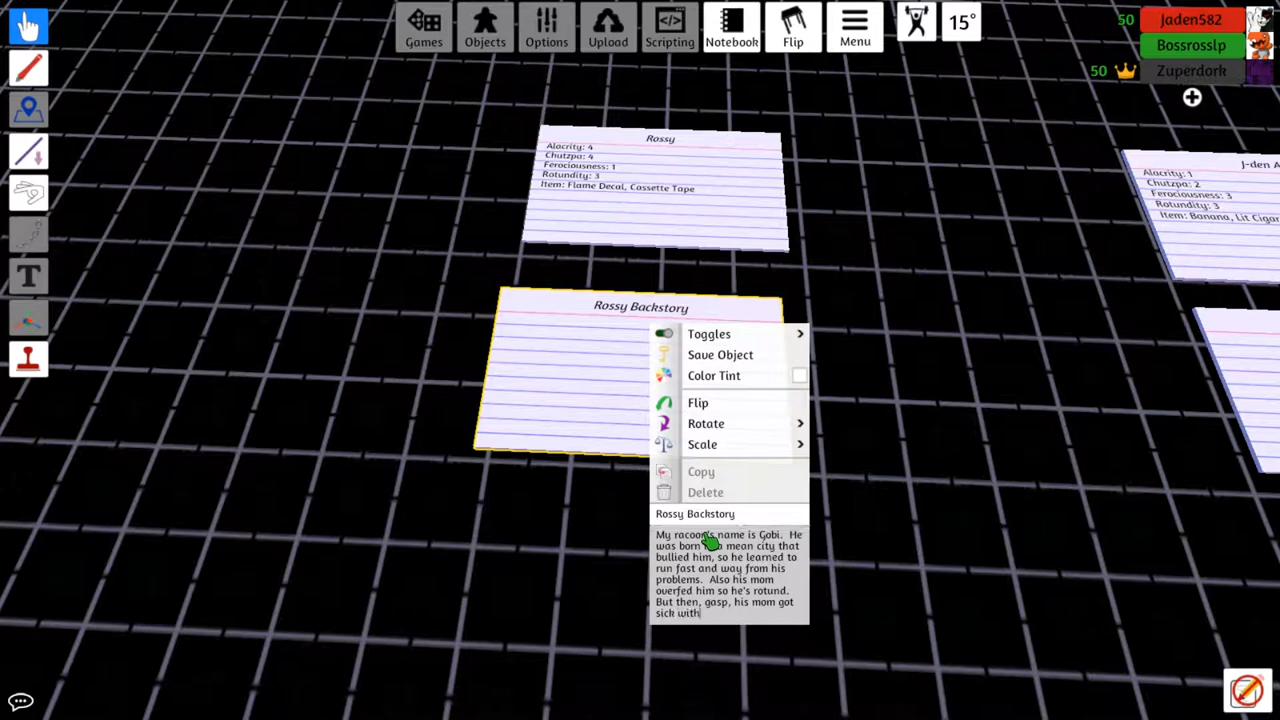 Games
Objects
Options
Upload
Scripting
Notebook
Flip
Menu
15°
50
Jaden582
Bossrosslp
50
Zuperdork
Rossy
Alacrity: 4
Chutzpa: 4
Ferociousness: 1
Rotundity: 3
Item: Flame Decal, Cassette Tape
J-den A
Alacrity: 1
Chutzpa: 2
Ferociousness: 3
Rotundity: 3
Item: Banana, Lit Cigar
Rossy Backstory
Toggles
Save Object
Color Tint
Flip
Rotate
Scale
Copy
Delete
Rossy Backstory
My racoon's name is Gobi. He
was born a mean city that
bullied him, so he learned to
run fast and way from his
problems. Also his mom
overfed him so he's rotund.
But then, gasp, his mom got
sick with
T